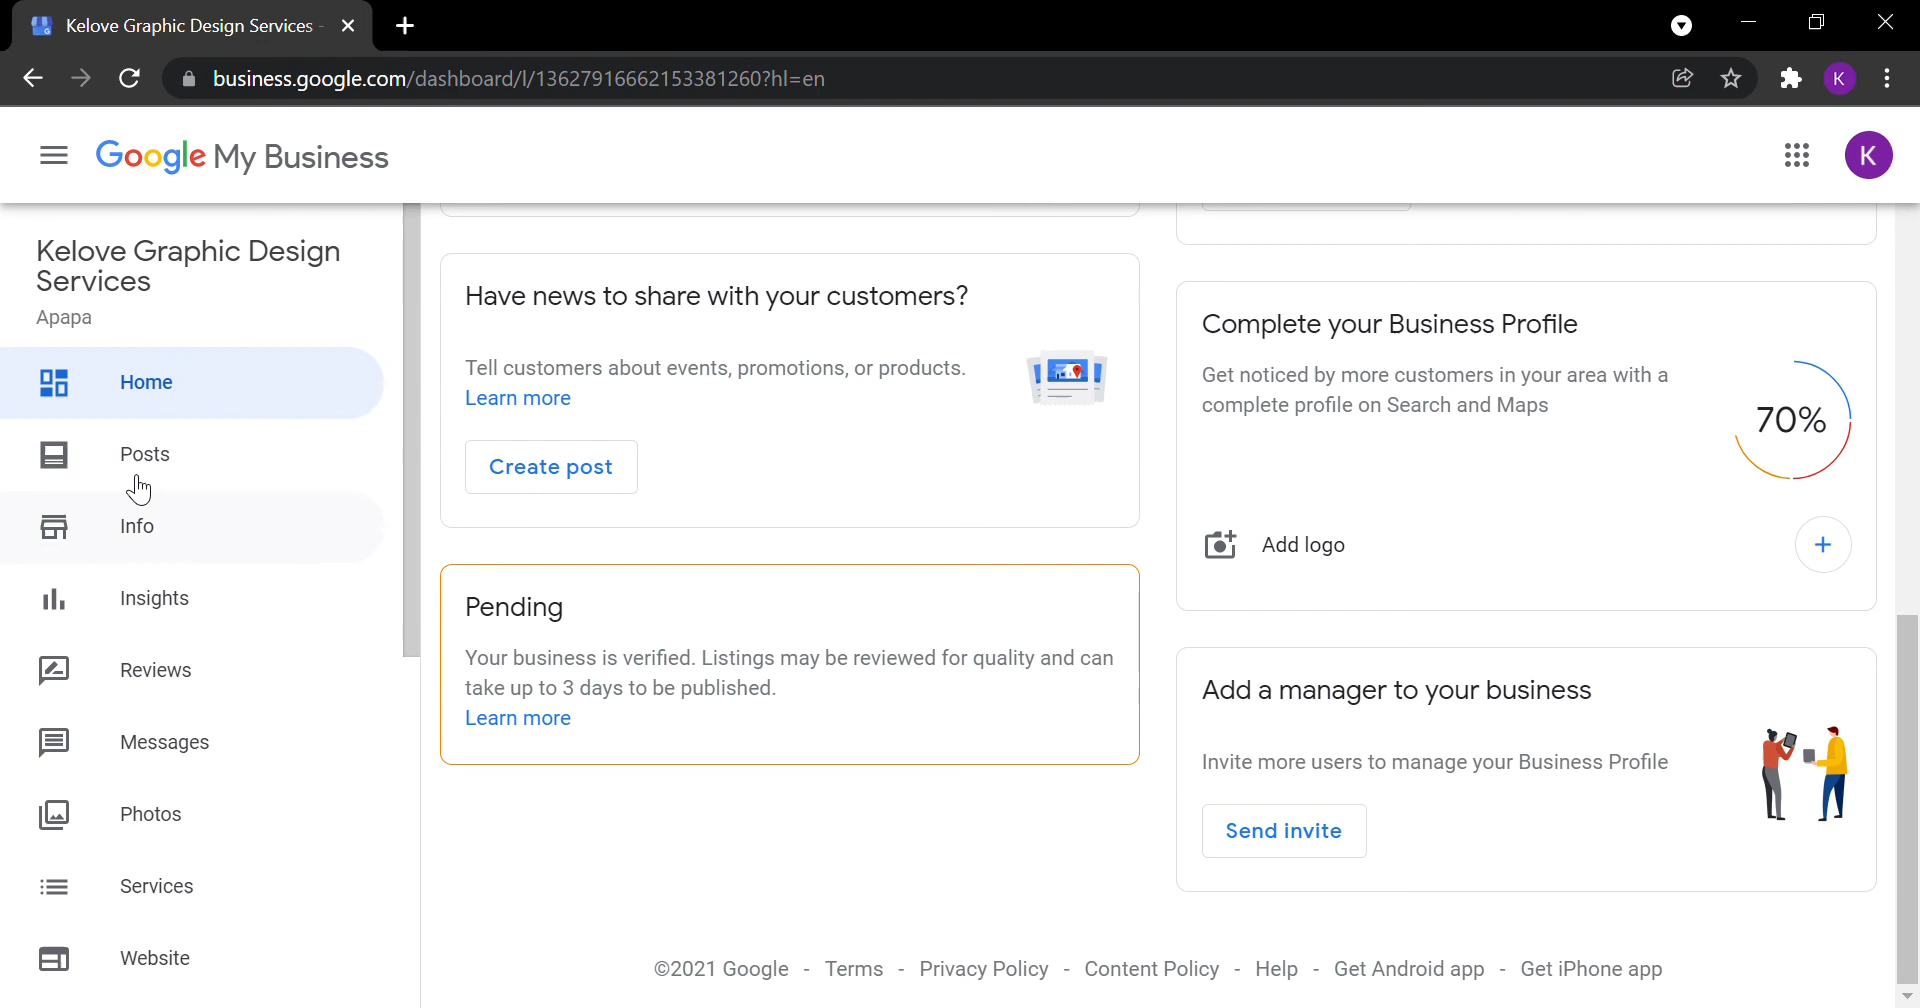 Kelove Graphic Design Services -
business.google.com/dashboard/l/13627916662153381260?hl=en
K
Google My Business
K
Kelove Graphic Design
Services
Apapa
Home
Posts
Info
Insights
Reviews
Messages
Photos
Services
Website
Have news to share with your customers?
Tell customers about events, promotions, or products.
Learn more
Create post
Pending
Your business is verified. Listings may be reviewed for quality and can
take up to 3 days to be published.
Learn more
Complete your Business Profile
Get noticed by more customers in your area with a
complete profile on Search and Maps
70%
Add logo
Add a manager to your business
Invite more users to manage your Business Profile
Send invite
©2021 Google - Terms - Privacy Policy - Content Policy - Help - Get Android app - Get iPhone app